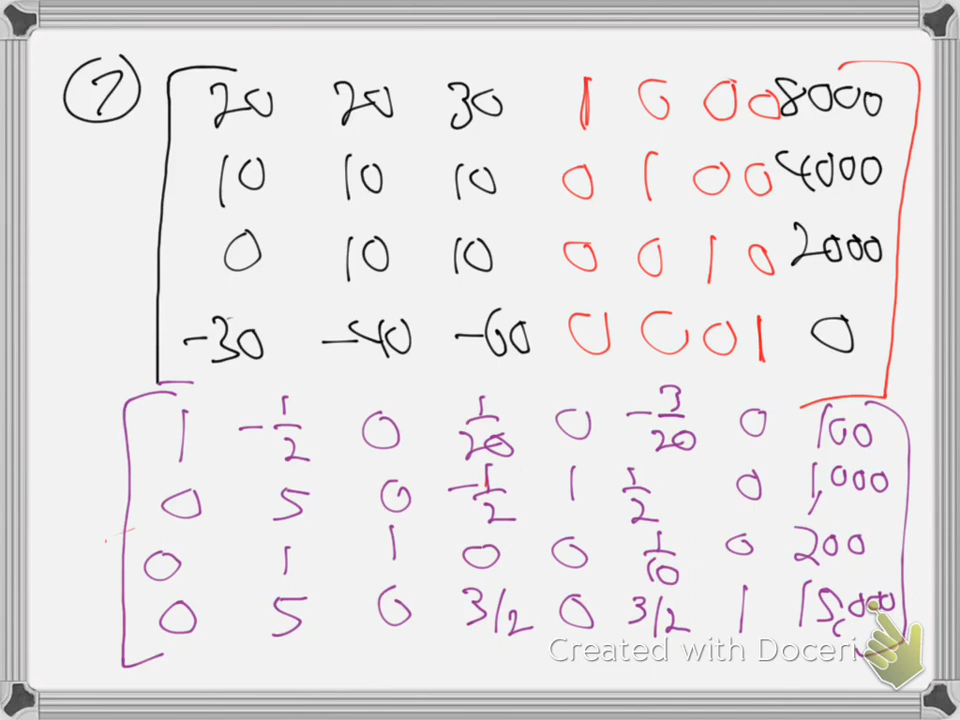 7
20 20 30 1 0 0 0 8000
10 10 10 0 1 0 0 4000
0 10 10 0 0 1 0 2000
-30 -40 -60 0 0 0 1 0
1 -1/2 0 1/20 0 -3/20 0 100
0 5 0 -1/2 1 1/2 0 1,000
0 1 1 0 0 1/10 0 200
0 5 0 3/2 0 3/2 1 15,000
Created with Doceri